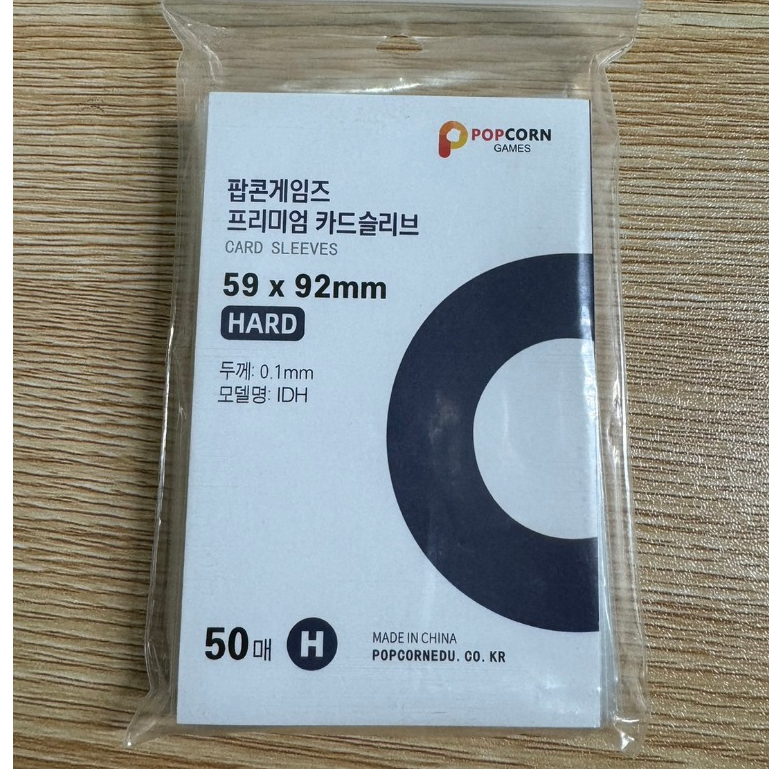 POPCORN
GAMES
팝콘게임즈
프리미엄 카드슬리브
CARD SLEEVES
59 x 92mm
HARD
두께: 0.1mm
모델명: IDH
50매 H
MADE IN CHINA
POPCORNEDU. CO. KR